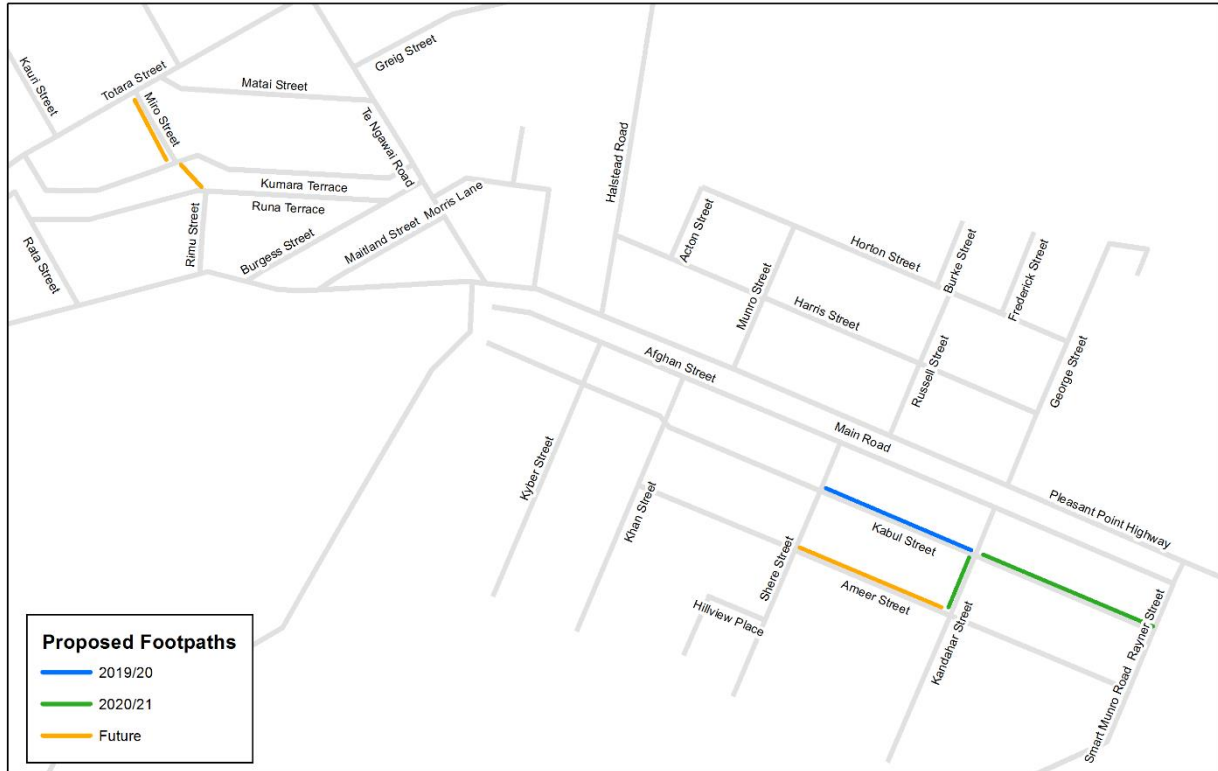 Kauri Street
Totara Street
Miro Street
Matai Street
Greig Street
Te Ngawai Road
Kumara Terrace
Runa Terrace
Rimu Street
Rata Street
Burgess Street
Maitland Street
Morris Lane
Halstead Road
Acton Street
Munro Street
Horton Street
Harris Street
Burke Street
Frederick Street
Russell Street
George Street
Afghan Street
Main Road
Pleasant Point Highway
Kyber Street
Khan Street
Shere Street
Kabul Street
Ameer Street
Hillview Place
Kandahar Street
Smart Munro Road
Rayner Street
Proposed Footpaths
2019/20
2020/21
Future